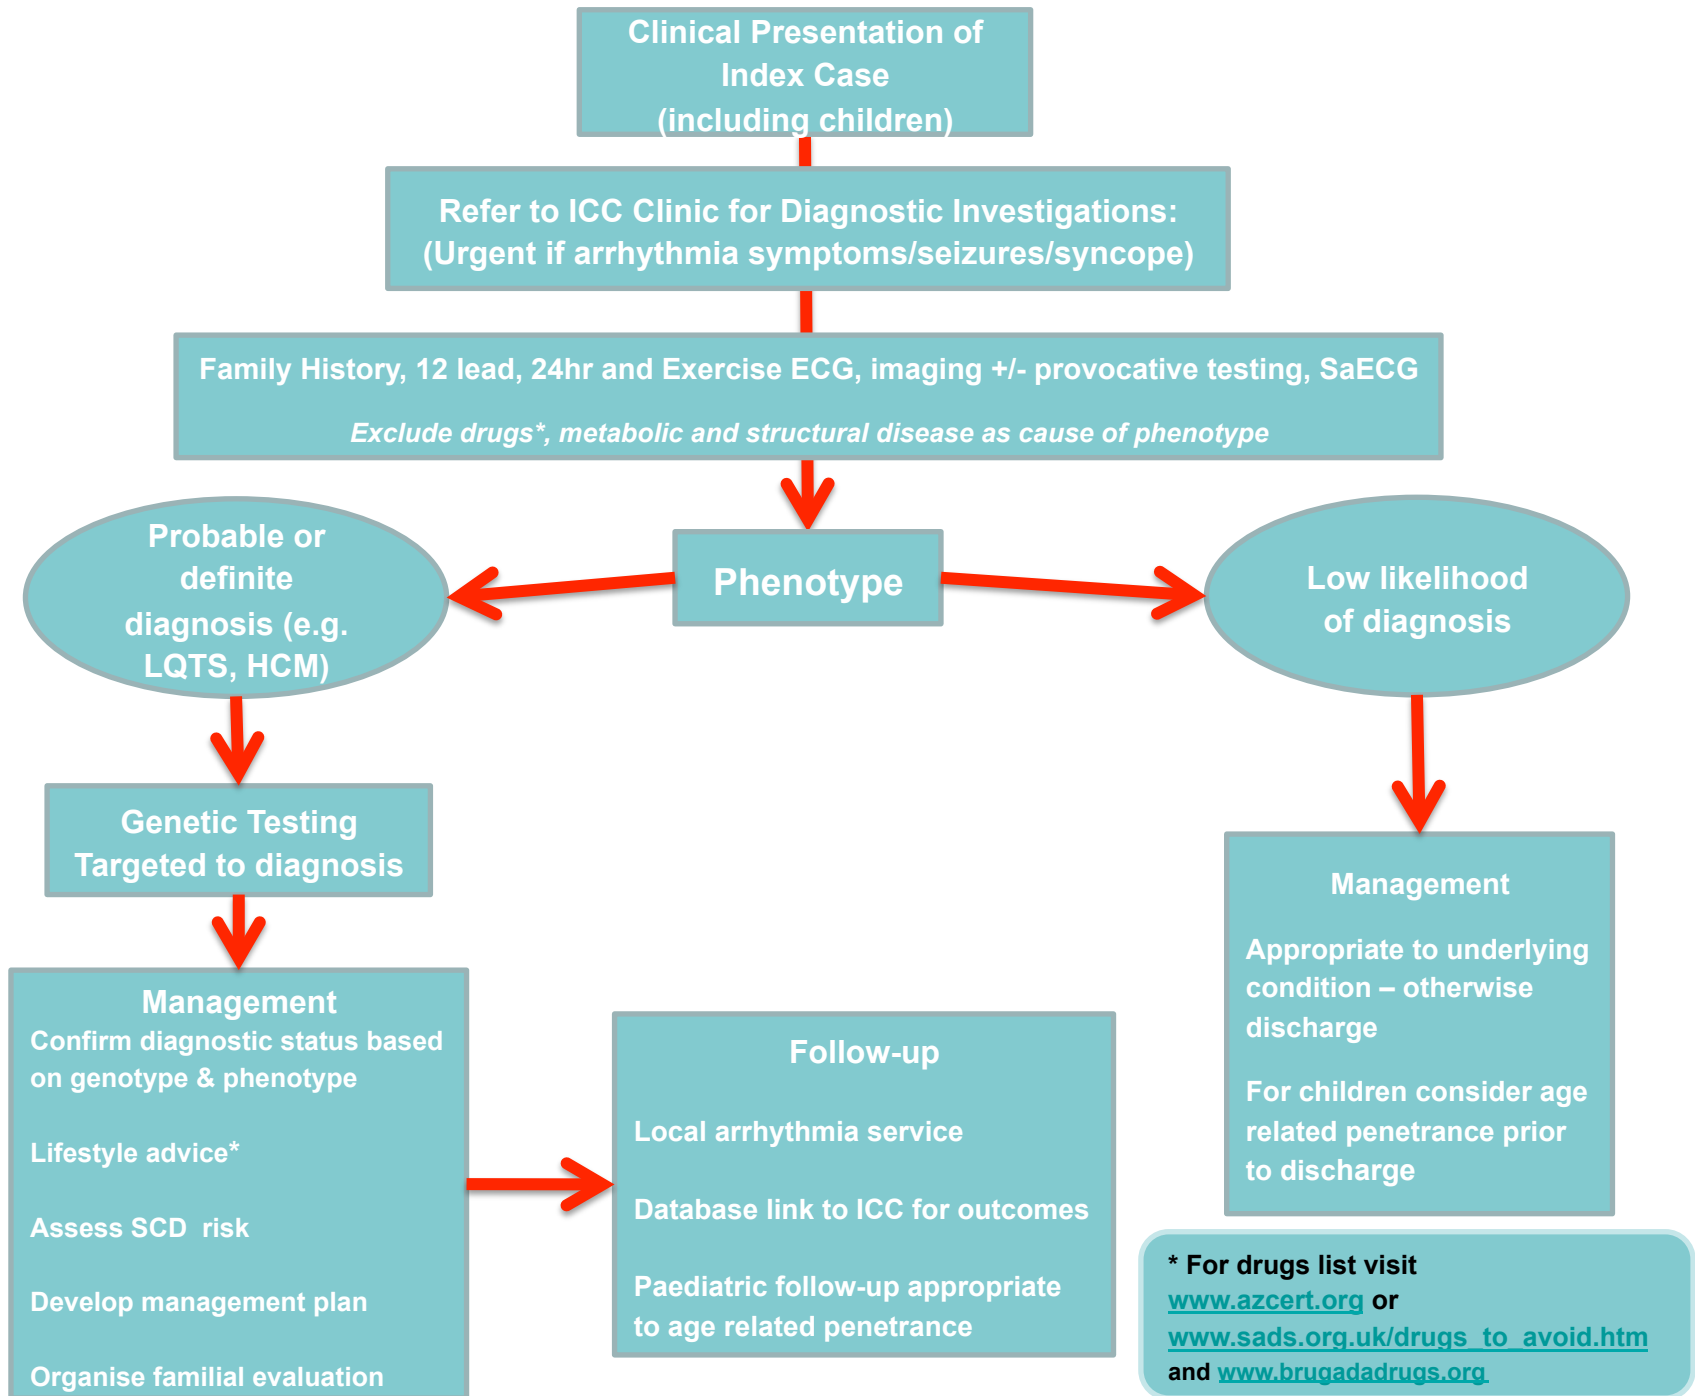 Clinical Presentation of
Index Case
(including children)
Refer to ICC Clinic for Diagnostic Investigations:
(Urgent if arrhythmia symptoms/seizures/syncope)
Family History, 12 lead, 24hr and Exercise ECG, imaging +/- provocative testing, SaECG
Exclude drugs*, metabolic and structural disease as cause of phenotype
Probable or
definite
diagnosis (e.g.
LQTS, HCM)
Phenotype
Low likelihood
of diagnosis
Genetic Testing
Targeted to diagnosis
Management
Confirm diagnostic status based
on genotype & phenotype
Lifestyle advice*
Assess SCD  risk
Develop management plan
Organise familial evaluation
Follow-up
Local arrhythmia service
Database link to ICC for outcomes
Paediatric follow-up appropriate
to age related penetrance
Management
Appropriate to underlying
condition – otherwise
discharge
For children consider age
related penetrance prior
to discharge
* For drugs list visit
www.azcert.org or
www.sads.org.uk/drugs_to_avoid.htm
and www.brugadadrugs.org